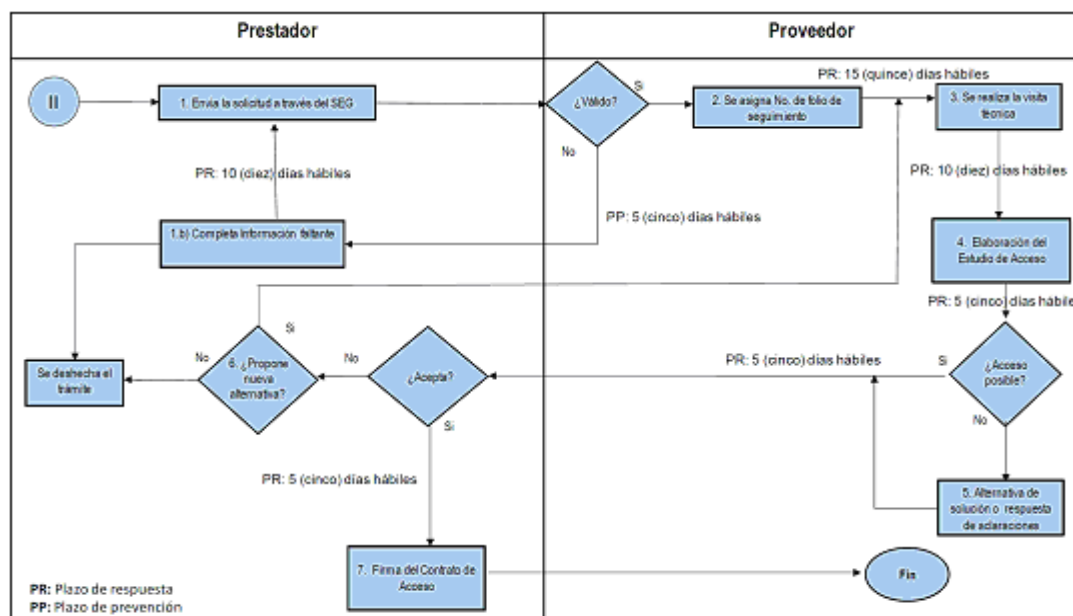 Prestador
Proveedor
II
1. Envia la solicitud a través del SEG
¿Válido?
Si
No
2. Se asigna No. de folio de
seguimiento
PR: 15 (quince) días hábiles
3. Se realiza la visita
técnica
PR: 10 (diez) días hábiles
PR: 10 (diez) días hábiles
PP: 5 (cinco) días hábiles
1.b) Completa Información faltante
4. Elaboración del
Estudio de Acceso
PR: 5 (cinco) días hábile
Si
No
6. ¿Propone
nueva
alternativa?
Se deshecha el
trámite
No
¿Acepta?
Si
PR: 5 (cinco) días hábiles
Si
¿Acceso
posible?
No
PR: 5 (cinco) días hábiles
5. Alternativa de
solución o respuesta
de aclaraciones
7. Firma del Contrato de
Acceso
Fin
PR: Plazo de respuesta
PP: Plazo de prevención